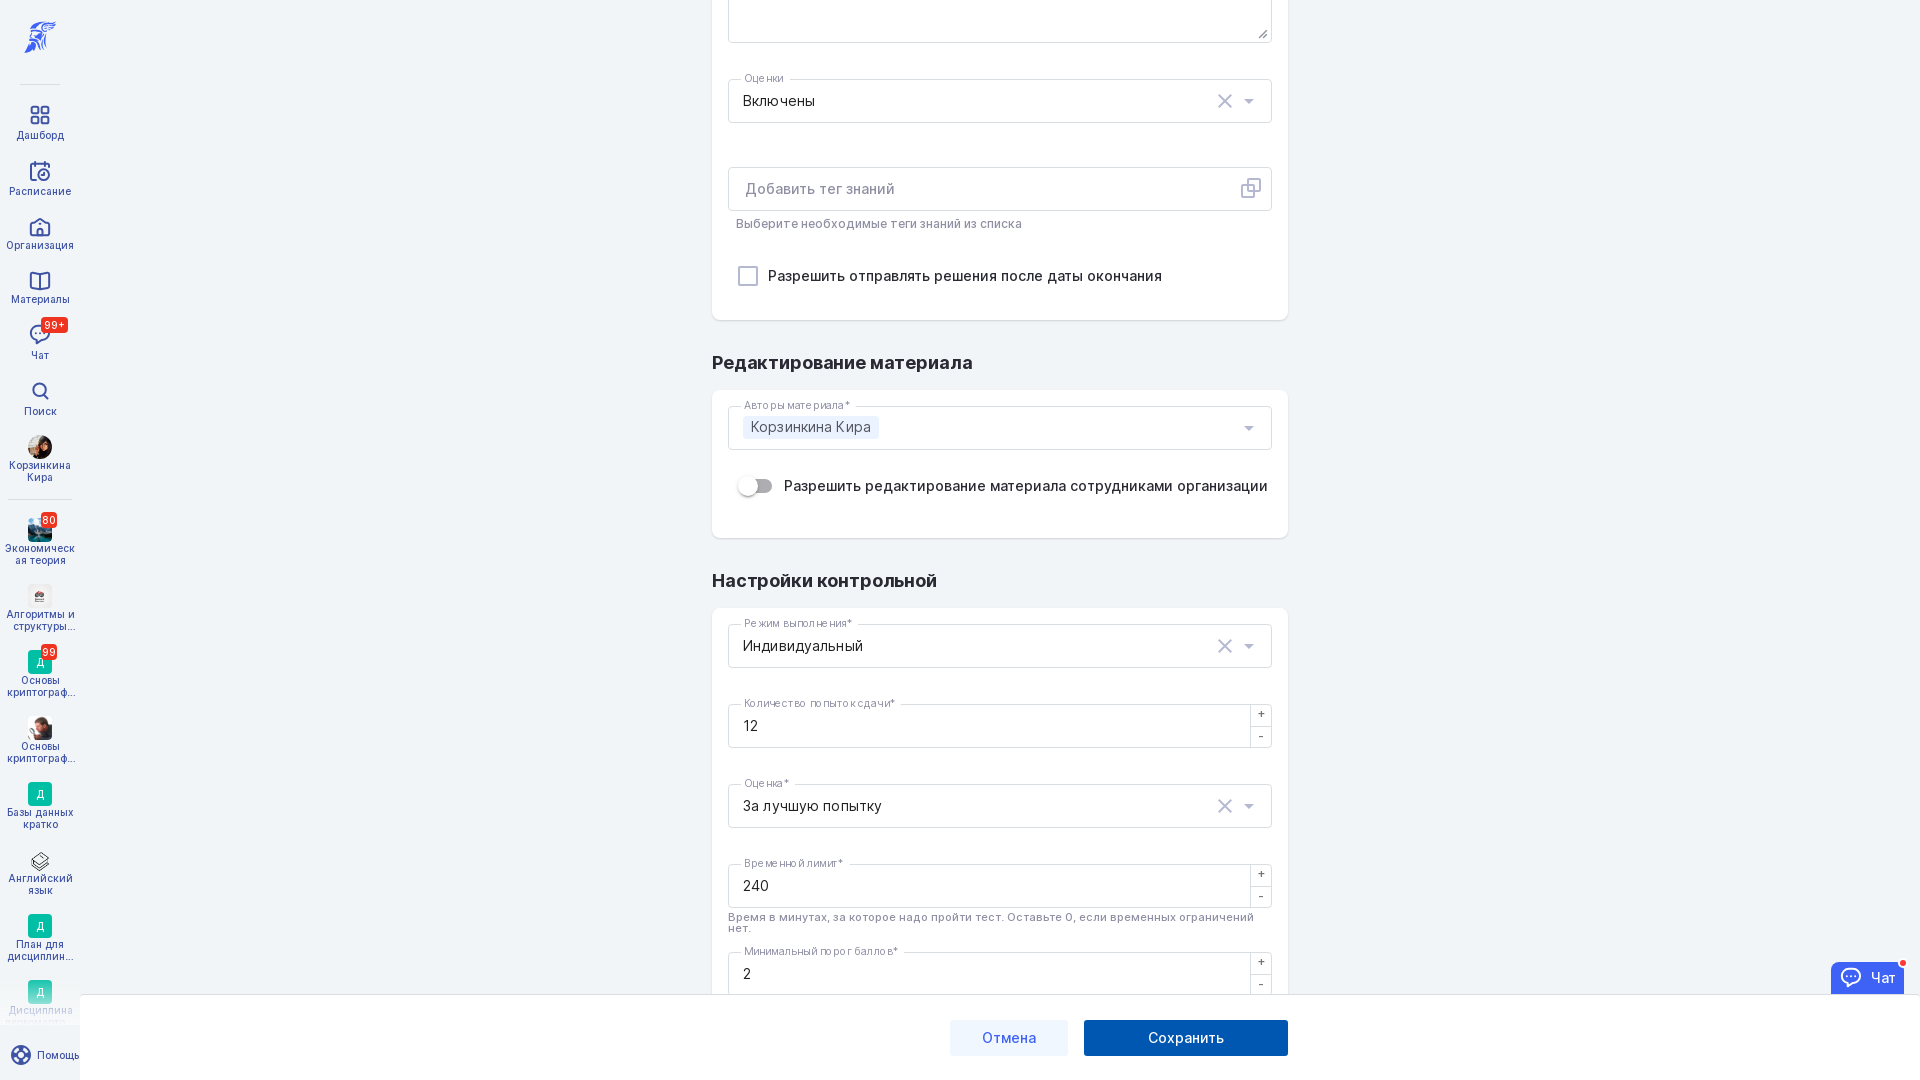 Дашборд
Расписание
Организация
Материалы
99+
Чат
Поиск
Корзинкина
Кира
80
Экономическ
ая теория
Алгоритмы и
структуры...
99
Д
Основы
криптограф...
Основы
криптограф...
Д
Базы данных
кратко
Английский
язык
Д
План для
дисциплин...
Д
Дисциплина
Помощь
Оценки
Включены
Добавить тег знаний
Выберите необходимые теги знаний из списка
Разрешить отправлять решения после даты окончания
Редактирование материала
Авторы материала*
Корзинкина Кира
Разрешить редактирование материала сотрудниками организации
Настройки контрольной
Режим выполнения*
Индивидуальный
Количество попыток сдачи*
12
+
-
Оценка*
За лучшую попытку
Временной лимит*
240
+
-
Время в минутах, за которое надо пройти тест. Оставьте 0, если временных ограничений
нет.
Минимальный порог баллов*
2
+
-
Чат
Отмена
Сохранить